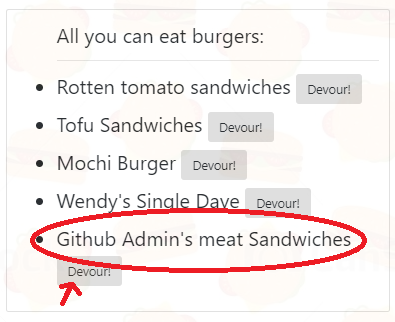 All you can eat burgers:
Rotten tomato sandwiches Devour!
Tofu Sandwiches Devour!
Mochi Burger Devour!
Wendy's Single Dave Devour!
Github Admin's meat Sandwiches
Devour!